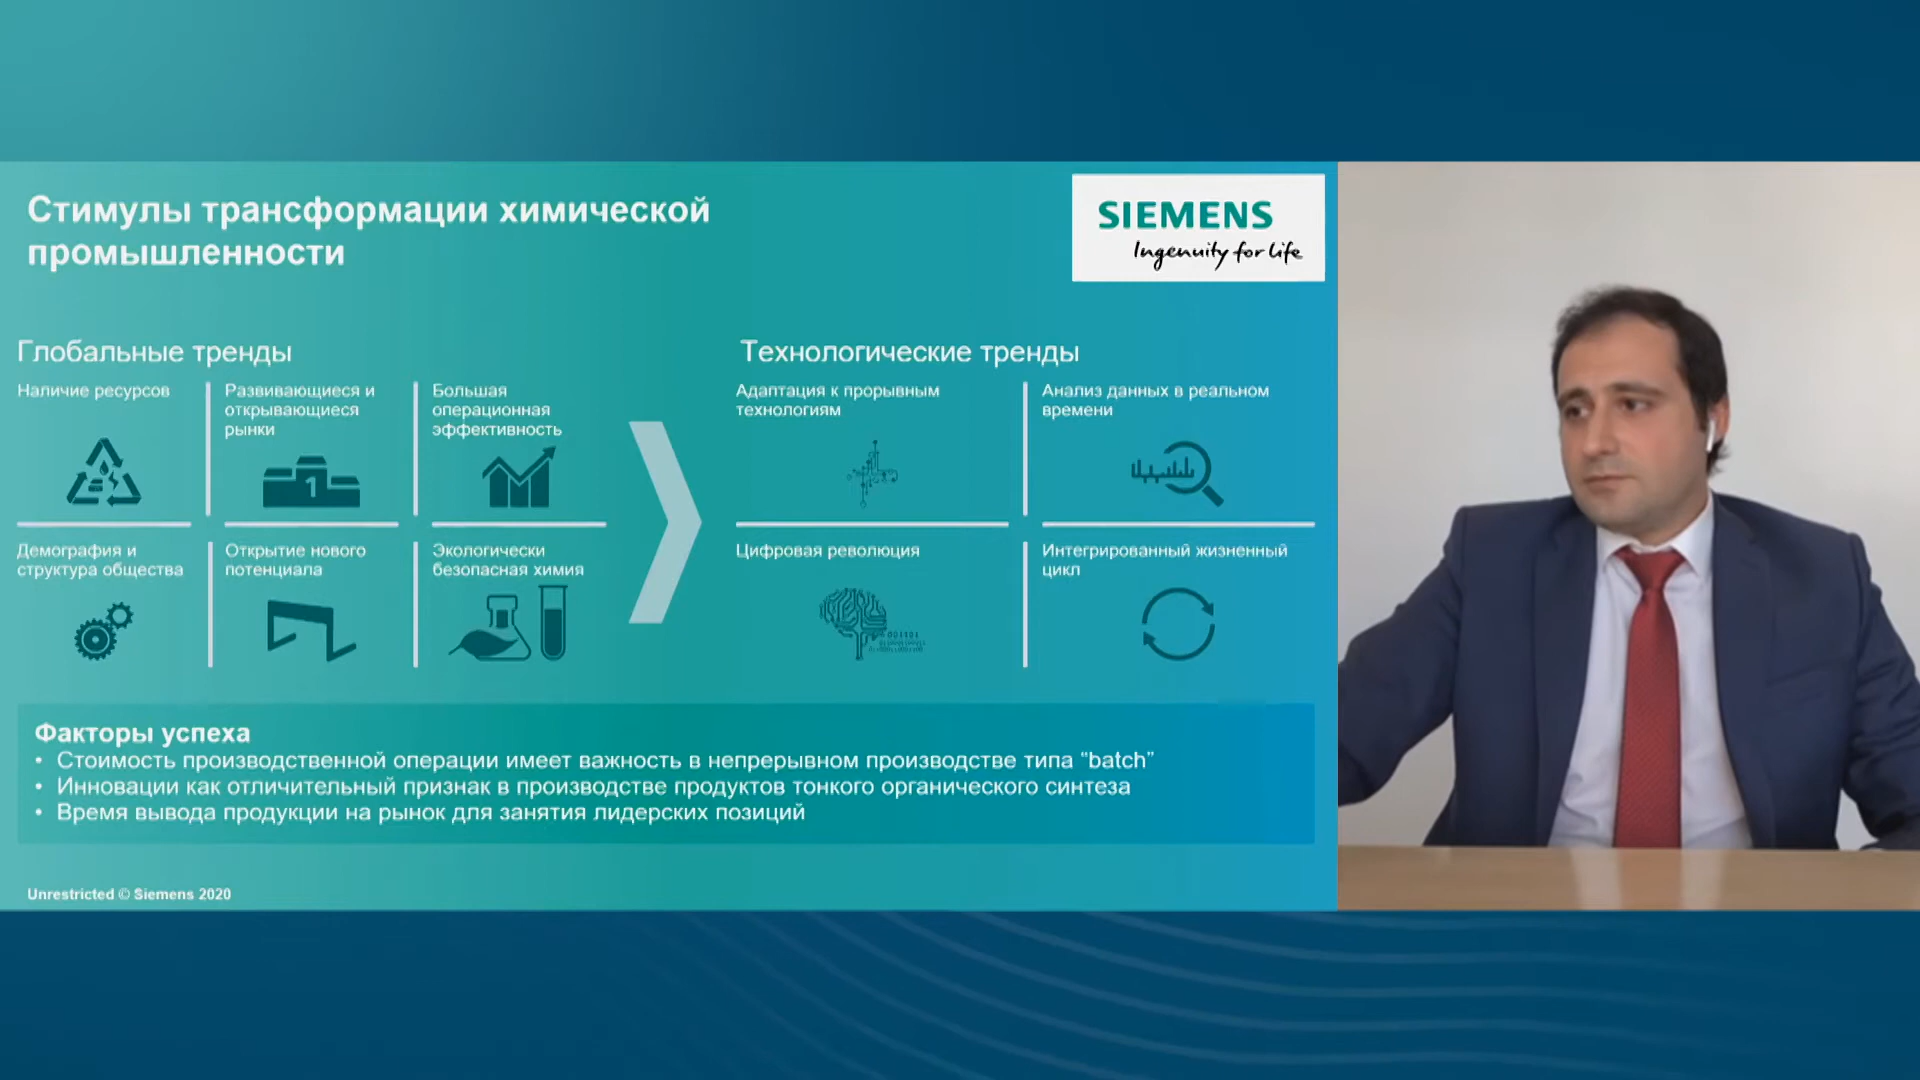 Стимулы трансформации химической
промышленности
SIEMENS
Ingenuity for life
Глобальные тренды
Наличие ресурсов
Развивающиеся и
открывающиеся
рынки
1
Большая
операционная
эффективность
Демография и
структура общества
Открытие нового
потенциала
Экологически
безопасная химия
Технологические тренды
Адаптация к прорывным
технологиям
Анализ данных в реальном
времени
Цифровая революция
001101
Интегрированный жизненный
цикл
Факторы успеха
• Стоимость производственной операции имеет важность в непрерывном производстве типа “batch”
• Инновации как отличительный признак в производстве продуктов тонкого органического синтеза
• Время вывода продукции на рынок для занятия лидерских позиций
Unrestricted © Siemens 2020